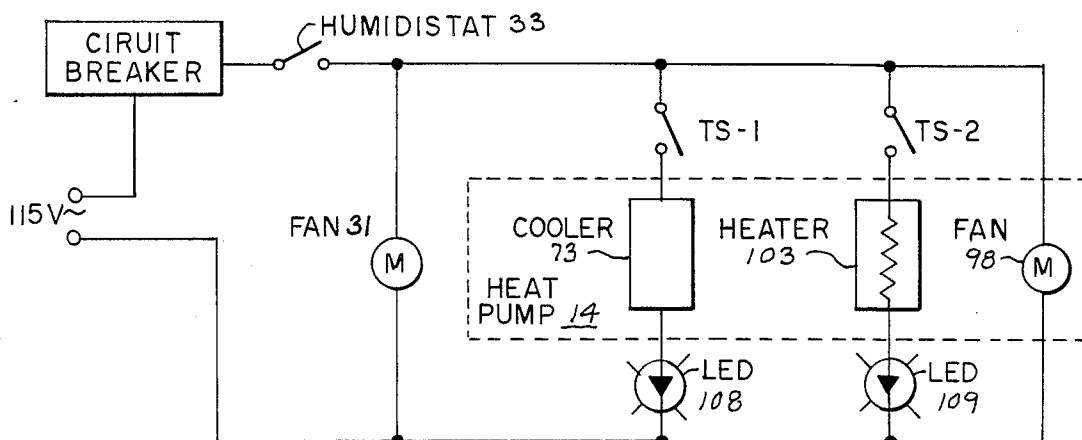 HUMIDISTAT 33
CIRUIT
BREAKER
TS-1
TS-2
115V~
FAN 31
M
COOLER
73
HEATER
103
FAN
98
M
HEAT
PUMP 14
LED
108
LED
109